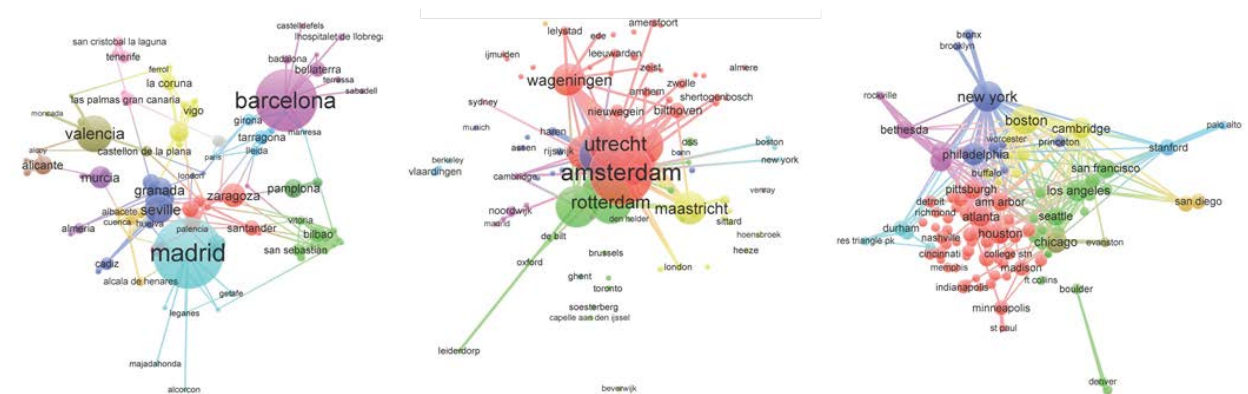 castelldefels
lhospitalet de llobrega
san cristobal la laguna
tenerife
badalona
bellaterra
ferrol
la coruna
terrassa
sabadell
las palmas gran canaria
barcelona
vigo
moncada
girona
valencia
tarragona
manresa
castellon de la plana
lleida
alcoy
paris
alicante
london
murcia
granada
zaragoza
pamplona
albacete
seville
cuenca
huelva
vitoria
almeria
palencia
santander
bilbao
san sebastian
madrid
cadiz
alcala de henares
getafe
leganes
majadahonda
alcorcon
amersfoort
lelystad
ede
ijmuiden
leeuwarden
zeist
almere
wageningen
zwolle
arnhem
shertogenbosch
sydney
nieuwegein
bilthoven
munich
haren
utrecht
oss
boston
assen
rijswijk
bonn
new york
berkeley
vlaardingen
amsterdam
cambridge
venray
rotterdam
maastricht
noordwijk
den helder
sittard
madrid
de bilt
hoensbroek
brussels
heeze
oxford
london
ghent
toronto
soesterberg
capelle aan den ijssel
leiderdorp
beverwijk
bronx
brooklyn
rockville
new york
boston
cambridge
palo alto
bethesda
worcester
princeton
stanford
philadelphia
buffalo
san francisco
pittsburgh
los angeles
detroit
ann arbor
san diego
richmond
atlanta
seattle
durham
houston
res triangle pk
nashville
chicago
evanston
cincinnati
college stn
memphis
madison
ft collins
indianapolis
boulder
minneapolis
st paul
denver